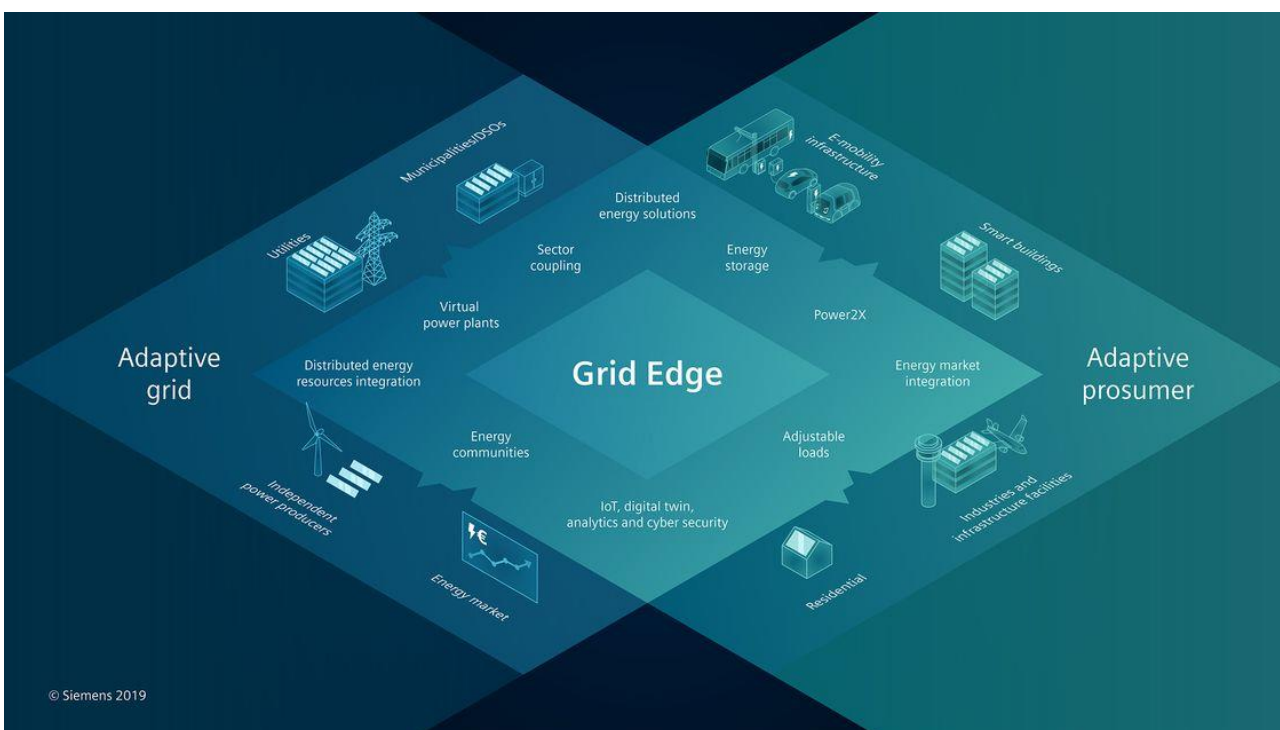 Municipalities/DSOs
E-mobility
infrastructure
Distributed
energy solutions
Utilities
Sector
coupling
Energy
storage
Smart buildings
Virtual
power plants
Power2X
Adaptive
grid
Distributed energy
resources integration
Grid Edge
Energy market
integration
Adaptive
prosumer
Energy
communities
Adjustable
loads
Independent
power producers
IoT, digital twin,
analytics and cyber security
Industries and
infrastructure facilities
€
Energy market
Residential
© Siemens 2019